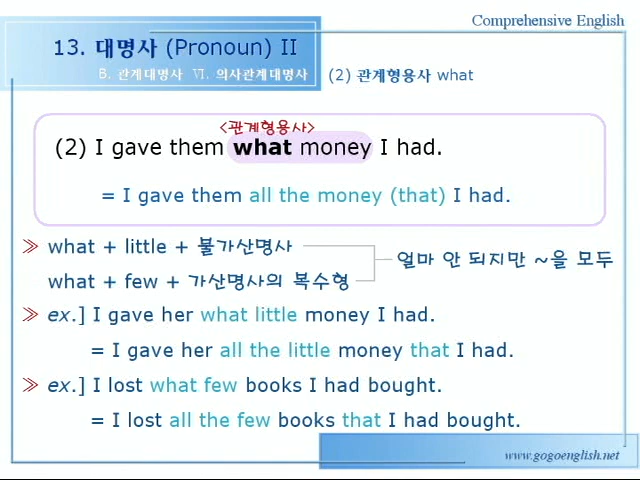 Comprehensive English
13. 대명사 (Pronoun) II
B. 관계대명사 Ⅵ. 의사관계대명사 (2) 관계형용사 what
<관계형용사>
(2) I gave them what money I had.
= I gave them all the money (that) I had.
≫ what + little + 불가산명사
what + few + 가산명사의 복수형
얼마 안 되지만 ~을 모두
≫ ex.] I gave her what little money I had.
= I gave her all the little money that I had.
≫ ex.] I lost what few books I had bought.
= I lost all the few books that I had bought.
www.gogoenglish.net